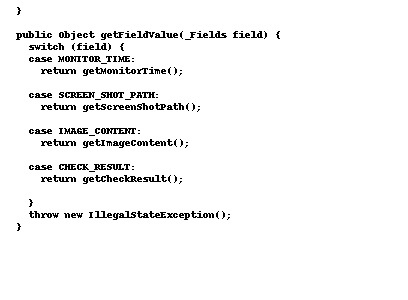 }

public Object getFieldValue(_Fields field) {
  switch (field) {
  case MONITOR_TIME:
    return getMonitorTime();

  case SCREEN_SHOT_PATH:
    return getScreenShotPath();

  case IMAGE_CONTENT:
    return getImageContent();

  case CHECK_RESULT:
    return getCheckResult();

  }
  throw new IllegalStateException();
}